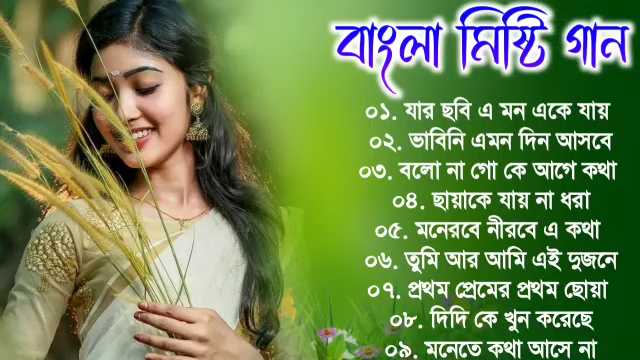 বাংলা মিষ্টি গান
০১. যার ছবি এ মন একে যায়
০২. ভাবিনি এমন দিন আসবে
০৩. বলো না গো কে আগে কথা
০৪. ছায়াকে যায় না ধরা
০৫. মনেরবে নীরবে এ কথা
০৬. তুমি আর আমি এই দুজনে
০৭. প্রথম প্রেমের প্রথম ছোয়া
০৮. দিদি কে খুন করেছে
০৯. মনেতে কথা আসে না